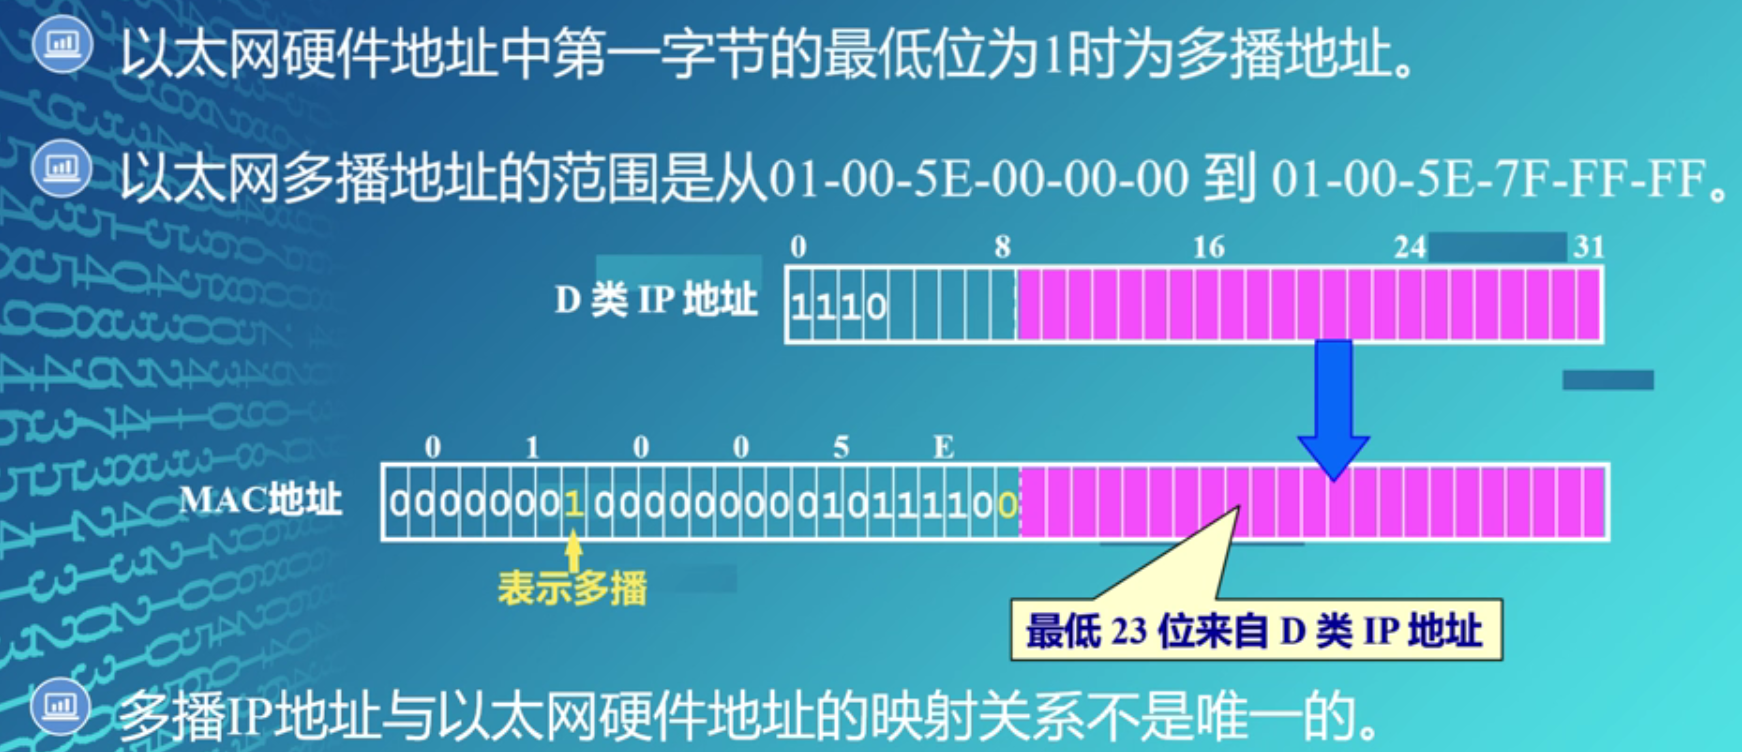 以太网硬件地址中第一字节的最低位为1时为多播地址。
以太网多播地址的范围是从01-00-5E-00-00-00 到 01-00-5E-7F-FF-FF。
0 8 16 24 31
D 类 IP 地址 1110
0 1 0 0 5 E
MAC地址 0000000100000000010111100
表示多播
最低 23 位来自 D 类 IP 地址
多播IP地址与以太网硬件地址的映射关系不是唯一的。